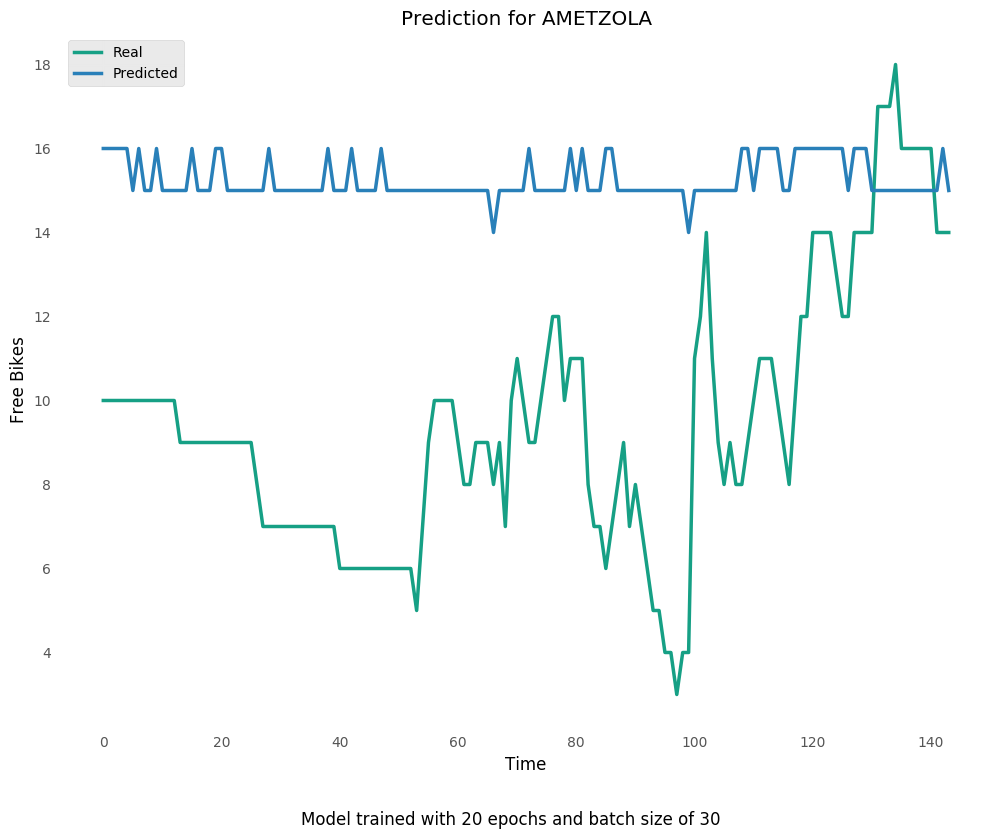 Prediction for AMETZOLA
Real
Predicted
18
16
14
12
10
8
6
4
Free Bikes
0 20 40 60 80 100 120 140
Time
Model trained with 20 epochs and batch size of 30